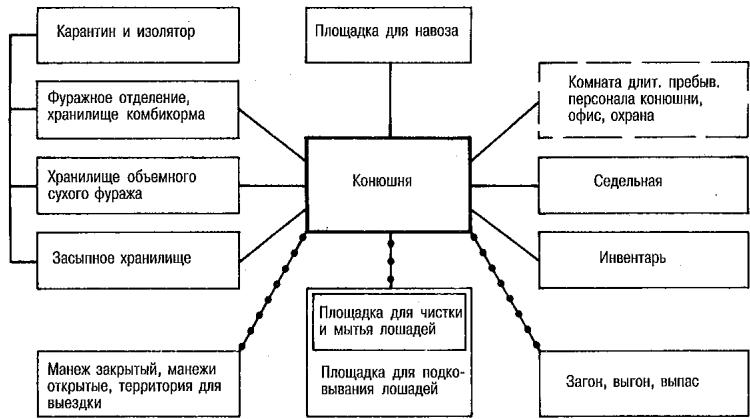 Карантин и изолятор
Площадка для навоза
Фуражное отделение,
хранилище комбикорма
Комната длит. пребыв.
персонала конюшни,
офис, охрана
Хранилище объемного
сухого фуража
Конюшня
Седельная
Засыпное хранилище
Инвентарь
Площадка для чистки
и мытья лошадей
Площадка для подко-
вывания лошадей
Манеж закрытый, манежи
открытые, территория для
выездки
Загон, выгон, выпас